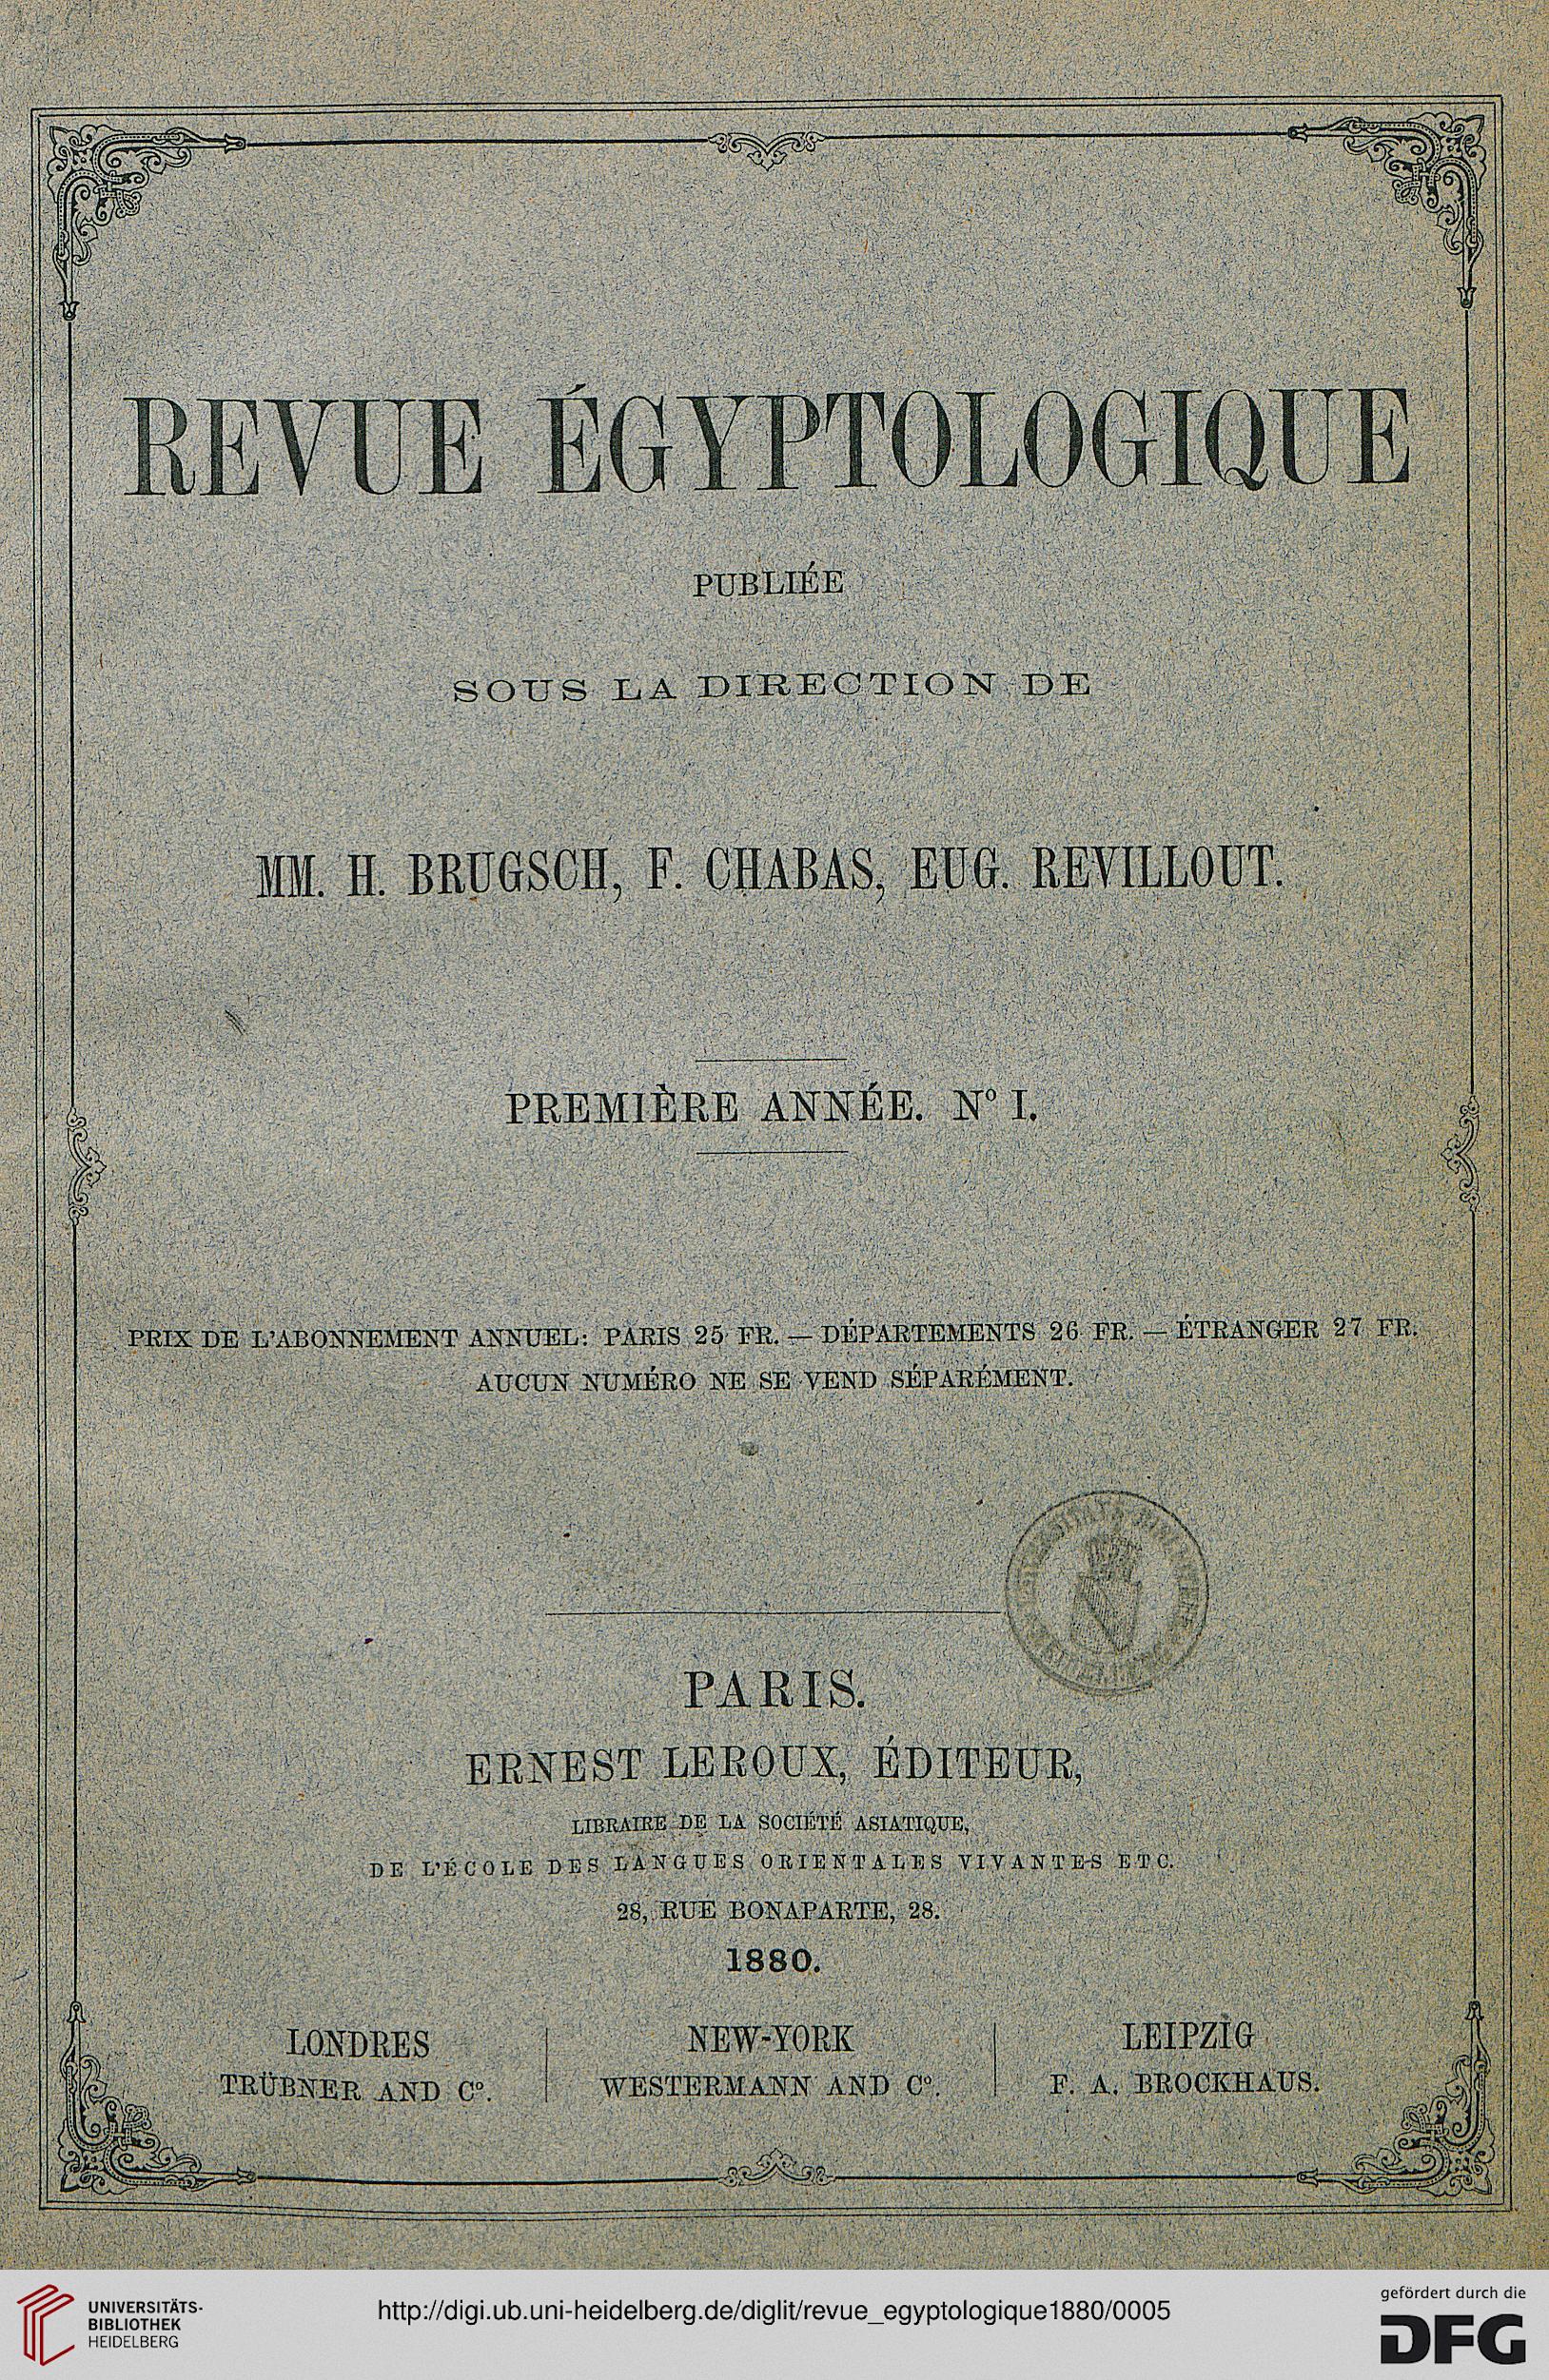 REVUE ÉGYPTOLOGIQUE
PUBLIÉE
SOUS LA DIRECTION DE
MM. H. BRUGSCH, F. CHABAS, EUG. REVILLOUT.
PREMIÈRE ANNÉE. N° I.
PRIX DE L'ABONNEMENT ANNUEL: PARIS 25 FR. — DÉPARTEMENTS 26 FR. — ÉTRANGER 27 FR.
AUCUN NUMÉRO NE SE VEND SÉPARÉMENT.
PARIS.
ERNEST LEROUX, ÉDITEUR,
LIBRAIRE DE LA SOCIÉTÉ ASIATIQUE,
DE L'ÉCOLE DES LANGUES ORIENTALES VIVANTES ETC.
28, RUE BONAPARTE, 28.
1880.
LONDRES
TRÜBNER AND C°.
NEW-YORK
WESTERMANN AND C°.
LEIPZIG
F. A. BROCKHAUS.
UNIVERSITÄTS-
BIBLIOTHEK
HEIDELBERG
http://digi.ub.uni-heidelberg.de/diglit/revue_egyptologique1880/0005
gefördert durch die
DFG